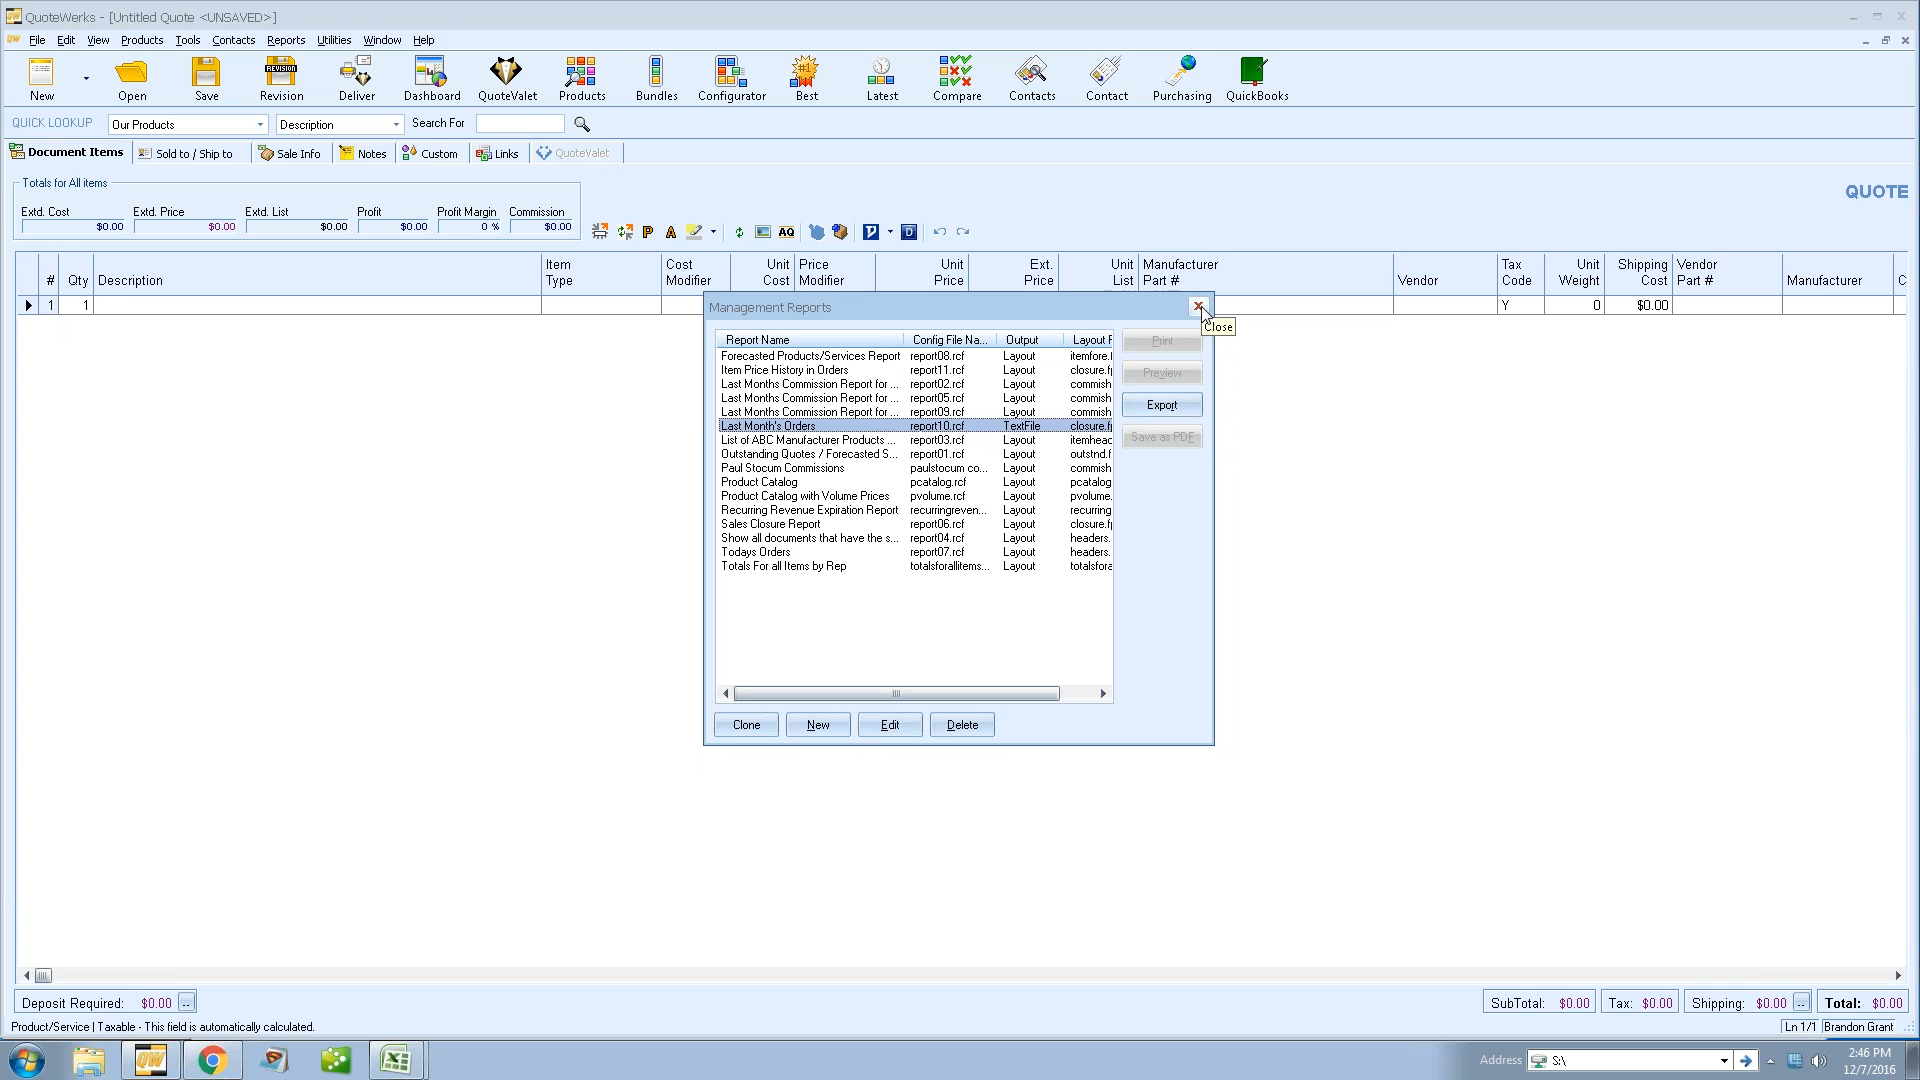 QuoteWerks - [Untitled Quote <UNSAVED>]
File Edit View Products Tools Contacts Reports Utilities Window Help
New Open Save Revision Deliver Dashboard QuoteValet Products Bundles Configurator Best Latest Compare Contacts Contact Purchasing QuickBooks
QUICK LOOKUP Our Products Description Search For
Document Items Sold to / Ship to Sale Info Notes Custom Links QuoteValet
Totals for All items
QUOTE
Extd. Cost Extd. Price Extd. List Profit Profit Margin Commission
$0.00 $0.00 $0.00 $0.00 0 % $0.00
# Qty Description Item Type Cost Modifier Unit Cost Price Modifier Unit Price Ext. Price Unit List Manufacturer Part # Vendor Tax Code Unit Weight Shipping Cost Vendor Part # Manufacturer C
1 1 Y 0 $0.00
Management Reports
Close
Report Name Config File Na... Output Layout F
Forecasted Products/Services Report report08.rcf Layout itemfore.
Item Price History in Orders report11.rcf Layout closure.f
Last Months Commission Report for ... report02.rcf Layout commish
Last Months Commission Report for ... report05.rcf Layout commish
Last Months Commission Report for ... report09.rcf Layout commish
Last Month's Orders report10.rcf TextFile closure.f
List of ABC Manufacturer Products ... report03.rcf Layout itemheac
Outstanding Quotes / Forecasted S... report01.rcf Layout outstnd.f
Paul Stocum Commissions paulstocum co... Layout commish
Product Catalog pcatalog.rcf Layout pcatalog
Product Catalog with Volume Prices pvolume.rcf Layout pvolume.
Recurring Revenue Expiration Report recurringreven... Layout recurring
Sales Closure Report report06.rcf Layout closure.f
Show all documents that have the s... report04.rcf Layout headers.
Todays Orders report07.rcf Layout headers.
Totals For all Items by Rep totalsforallitems... Layout totalsfora
Print
Preview
Export
Save as PDF
Clone New Edit Delete
Deposit Required: $0.00 .. SubTotal: $0.00 Tax: $0.00 Shipping: $0.00 .. Total: $0.00
Product/Service | Taxable - This field is automatically calculated.
Ln 1/1 Brandon Grant
Address S:\
2:46 PM
12/7/2016